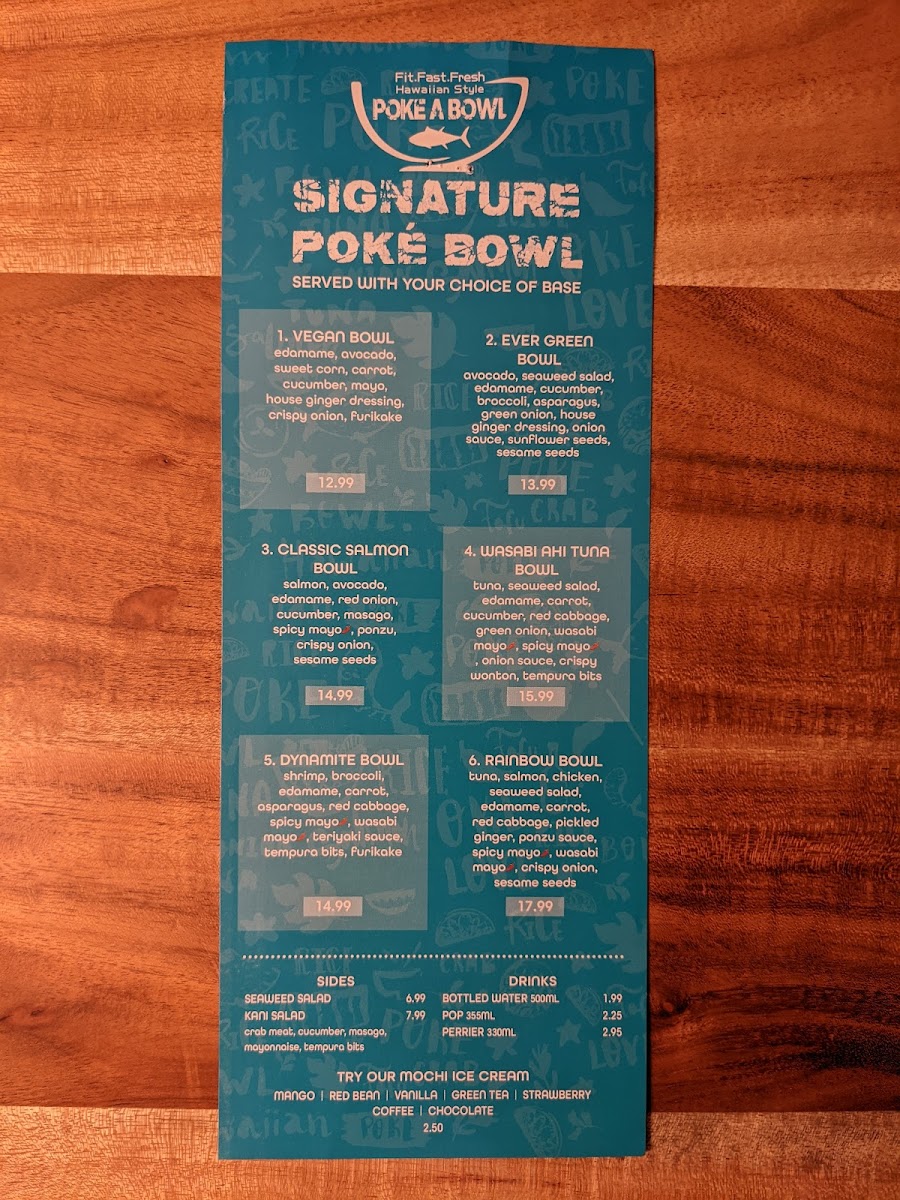 Fit.Fast.Fresh
Hawaiian Style
POKE A BOWL
SIGNATURE
POKÉ BOWL
SERVED WITH YOUR CHOICE OF BASE
1. VEGAN BOWL
edamame, avocado,
sweet corn, carrot,
cucumber, mayo,
house ginger dressing,
crispy onion, furikake
12.99
2. EVER GREEN
BOWL
avocado, seaweed salad,
edamame, cucumber,
broccoli, asparagus,
green onion, house
ginger dressing, onion
sauce, sunflower seeds,
sesame seeds
13.99
3. CLASSIC SALMON
BOWL
salmon, avocado,
edamame, red onion,
cucumber, masago,
spicy mayo, ponzu,
crispy onion,
sesame seeds
14.99
4. WASABI AHI TUNA
BOWL
tuna, seaweed salad,
edamame, carrot,
cucumber, red cabbage,
green onion, wasabi
mayo, spicy mayo
, onion sauce, crispy
wonton, tempura bits
15.99
5. DYNAMITE BOWL
shrimp, broccoli,
edamame, carrot,
asparagus, red cabbage,
spicy mayo, wasabi
mayo, teriyaki sauce,
tempura bits, furikake
14.99
6. RAINBOW BOWL
tuna, salmon, chicken,
seaweed salad,
edamame, carrot,
red cabbage, pickled
ginger, ponzu sauce,
spicy mayo, wasabi
mayo, crispy onion,
sesame seeds
17.99
SIDES
SEAWEED SALAD 6.99
KANI SALAD 7.99
crab meat, cucumber, masago,
mayonnaise, tempura bits
DRINKS
BOTTLED WATER 500ML 1.99
POP 355ML 2.25
PERRIER 330ML 2.95
TRY OUR MOCHI ICE CREAM
MANGO | RED BEAN | VANILLA | GREEN TEA | STRAWBERRY
COFFEE | CHOCOLATE
2.50